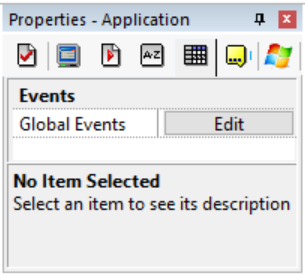 Properties - Application
A-Z
Events
Global Events Edit
No Item Selected
Select an item to see its description